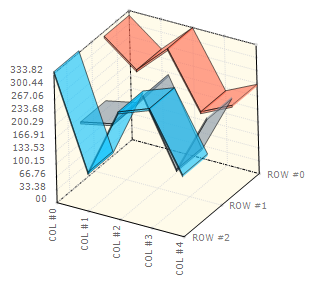 333.82
300.44
267.06
233.68
200.29
166.91
133.53
100.15
66.76
33.38
00
COL #0
COL #1
COL #2
COL #3
COL #4
ROW #0
ROW #1
ROW #2